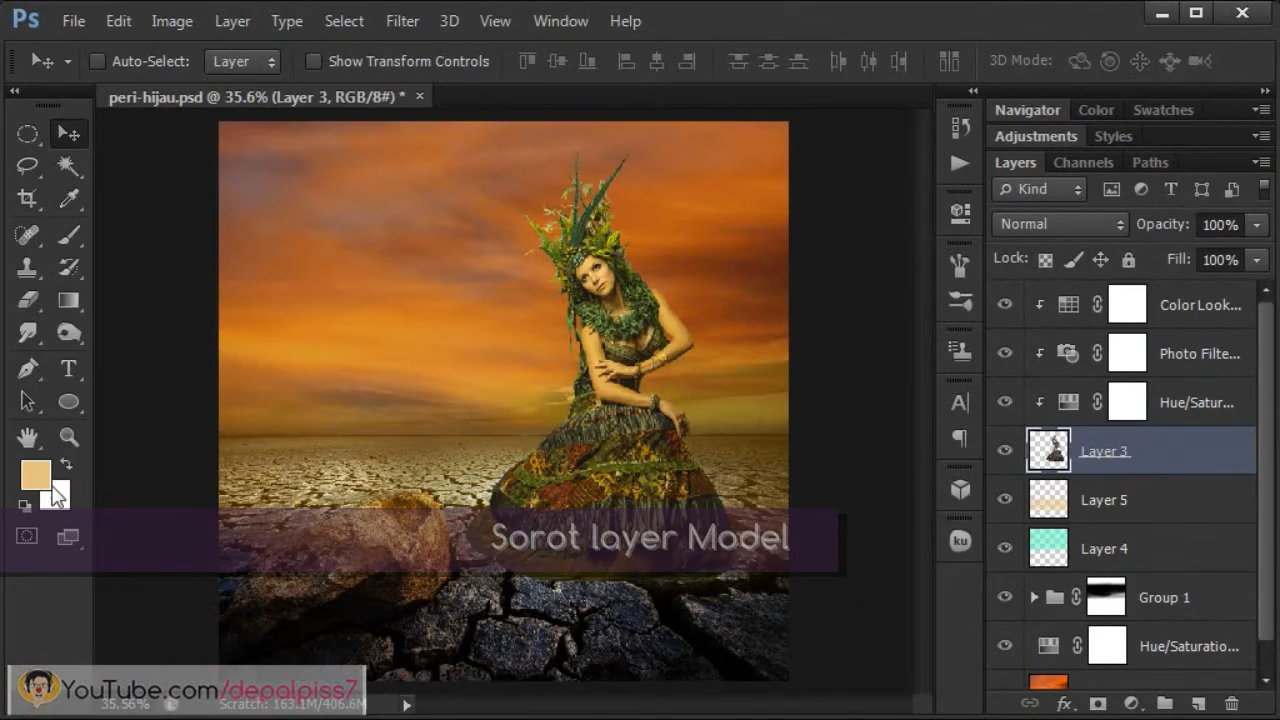 Ps File Edit Image Layer Type Select Filter 3D View Window Help
Auto-Select: Layer Show Transform Controls 3D Mode:
peri-hijau.psd @ 35.6% (Layer 3, RGB/8#) * ×
Navigator Color Swatches
Adjustments Styles
Layers Channels Paths
Kind
Normal Opacity: 100%
Lock: Fill: 100%
Color Look...
Photo Filte...
Hue/Satur...
Layer 3
Layer 5
Layer 4
Group 1
Hue/Saturatio...
ku
Sorot layer Model
YouTube.com/depalpiss7
35.56% Scratch: 163.1M/406.6M
fx